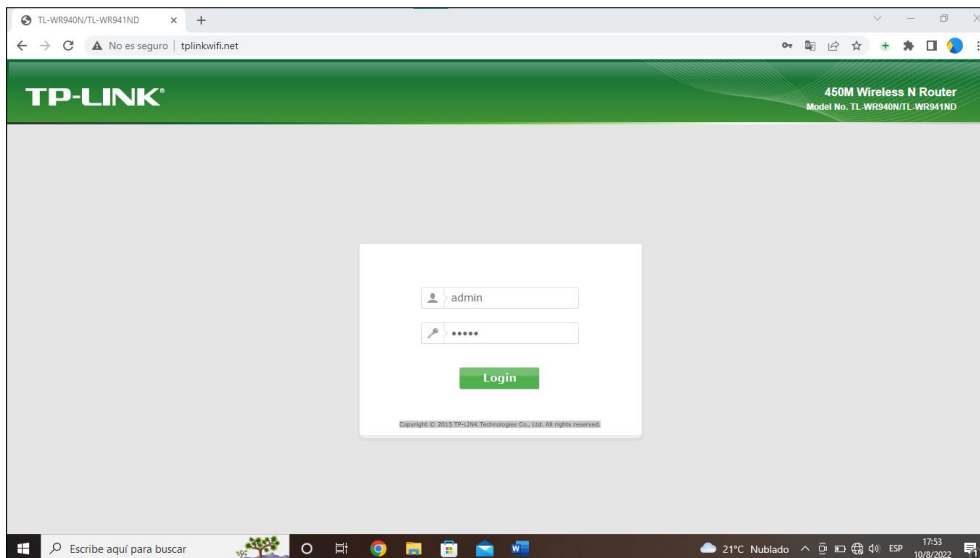 TL-WR940N/TL-WR941ND
No es seguro | tplinkwifi.net
TP-LINK®
450M Wireless N Router
Model No. TL-WR940N/TL-WR941ND
admin
•••••
Login
Copyright © 2015 TP-LINK Technologies Co., Ltd. All rights reserved.
Escribe aquí para buscar
21°C Nublado
ESP
17:53
10/8/2022